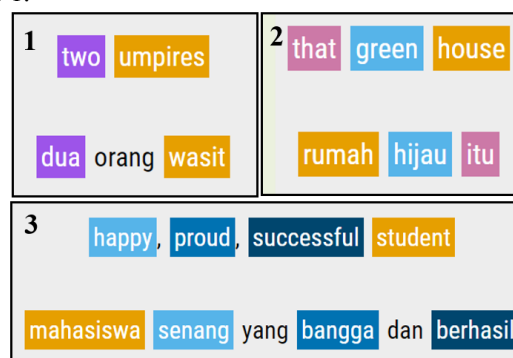 1
two umpires
dua orang wasit
2
that green house
rumah hijau itu
3
happy, proud, successful student
mahasiswa senang yang bangga dan berhasil